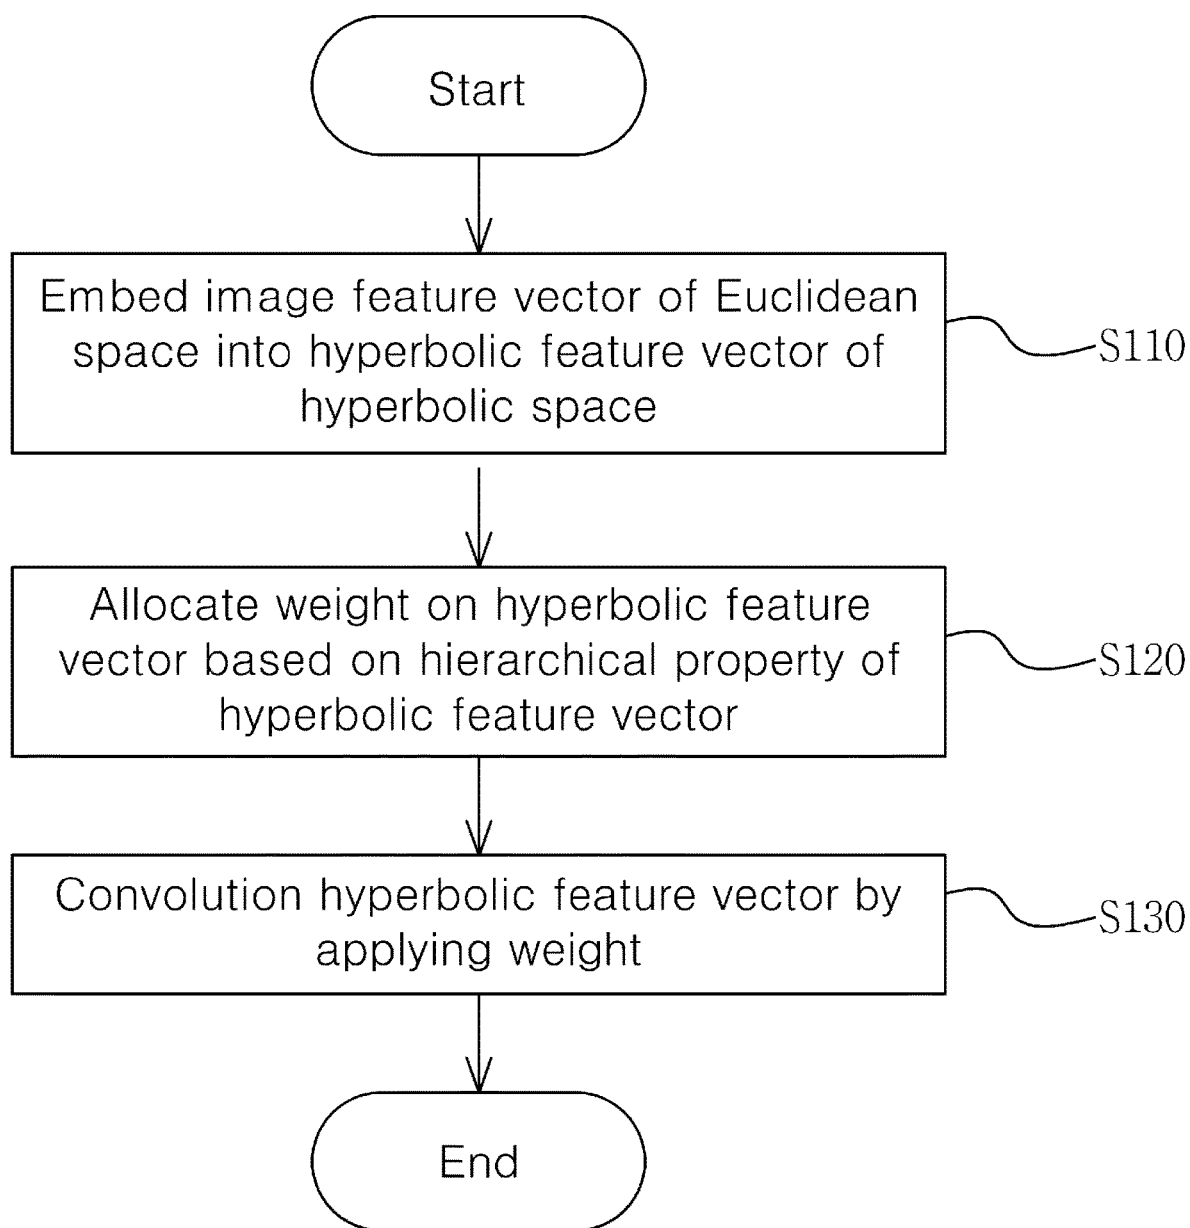 Start
Embed image feature vector of Euclidean
space into hyperbolic feature vector of
hyperbolic space
S110
Allocate weight on hyperbolic feature
vector based on hierarchical property of
hyperbolic feature vector
S120
Convolution hyperbolic feature vector by
applying weight
S130
End